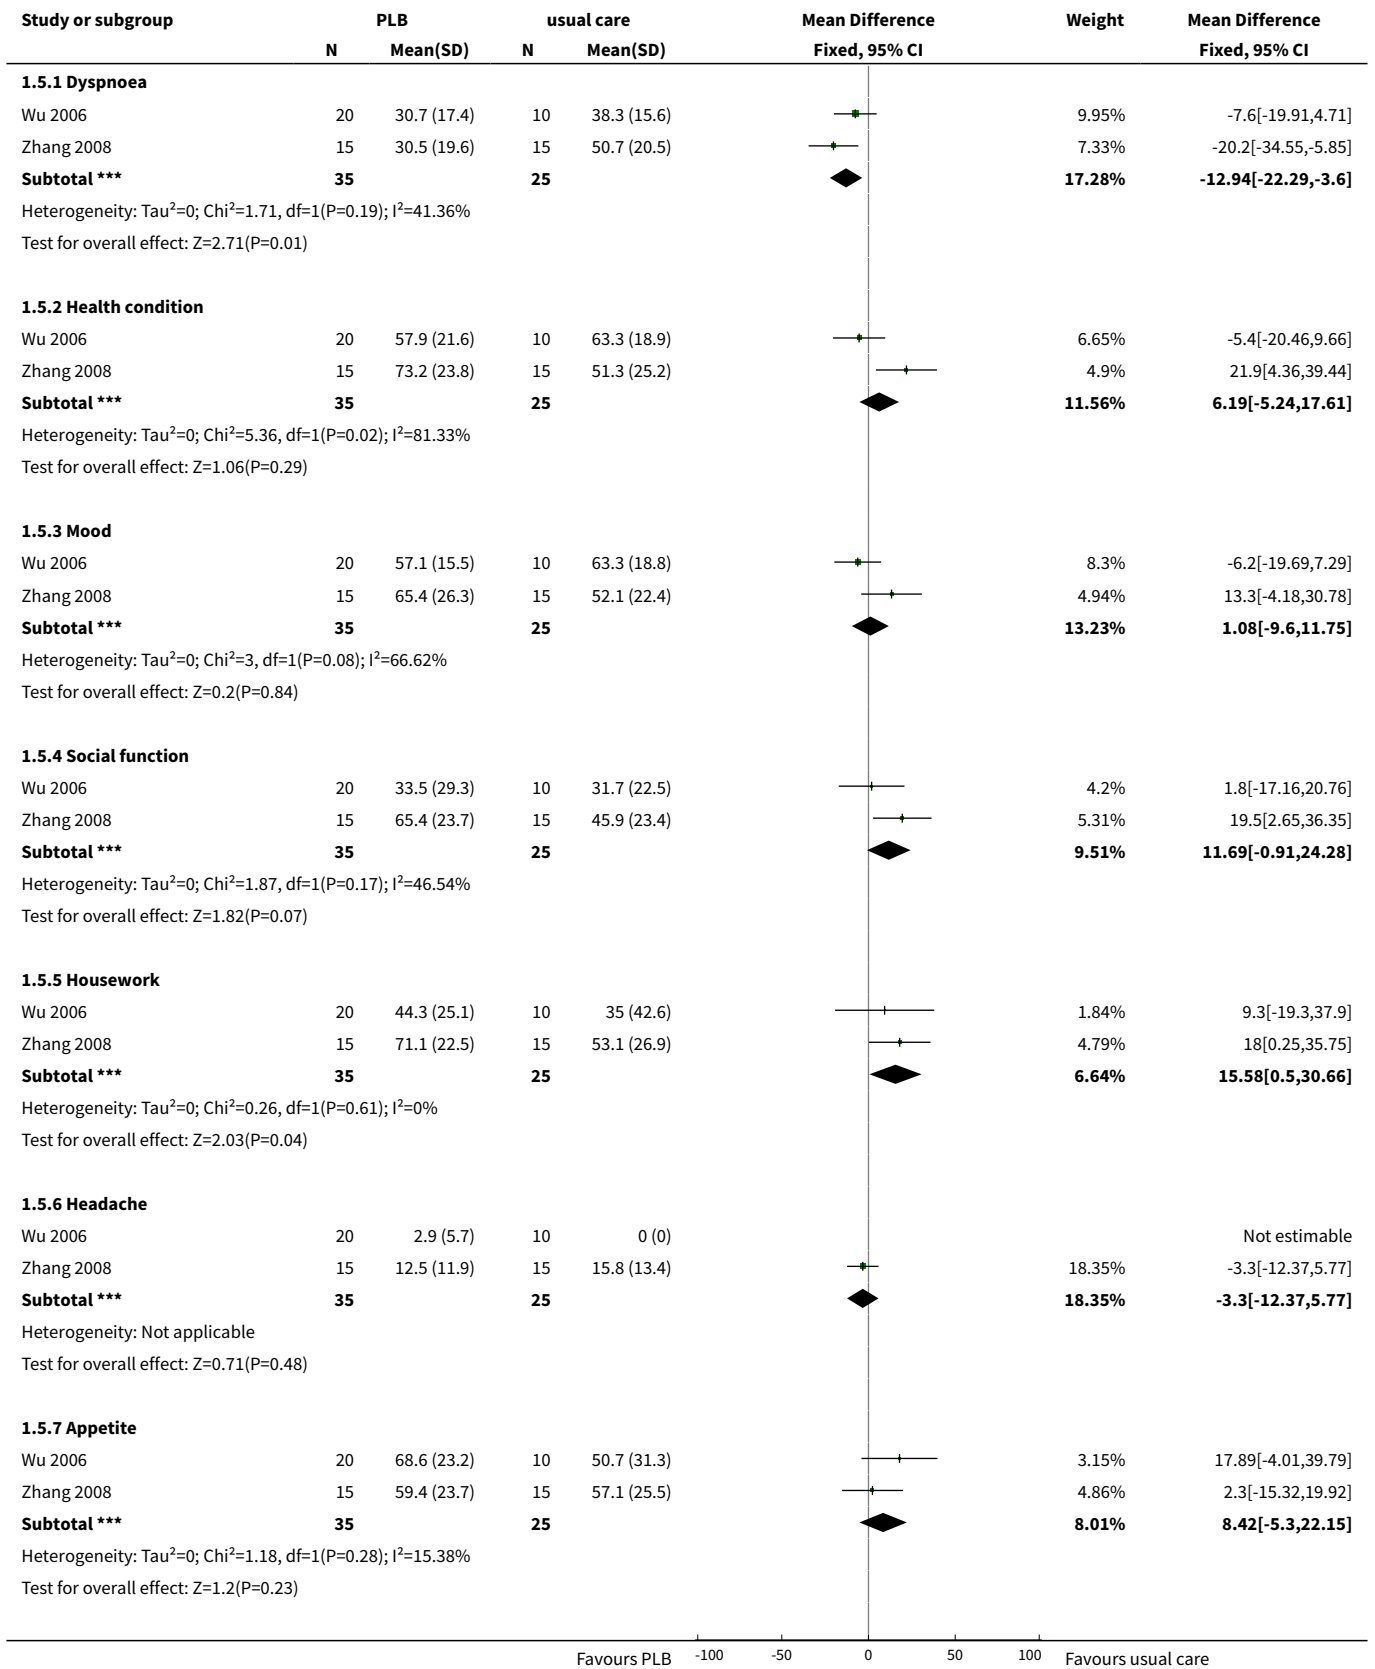 Study or subgroup PLB usual care Mean Difference Weight Mean Difference
N Mean(SD) N Mean(SD) Fixed, 95% CI Fixed, 95% CI
1.5.1 Dyspnoea
Wu 2006 20 30.7 (17.4) 10 38.3 (15.6) 9.95% -7.6[-19.91,4.71]
Zhang 2008 15 30.5 (19.6) 15 50.7 (20.5) 7.33% -20.2[-34.55,-5.85]
Subtotal *** 35 25 17.28% -12.94[-22.29,-3.6]
Heterogeneity: Tau²=0; Chi²=1.71, df=1(P=0.19); I²=41.36%
Test for overall effect: Z=2.71(P=0.01)
1.5.2 Health condition
Wu 2006 20 57.9 (21.6) 10 63.3 (18.9) 6.65% -5.4[-20.46,9.66]
Zhang 2008 15 73.2 (23.8) 15 51.3 (25.2) 4.9% 21.9[4.36,39.44]
Subtotal *** 35 25 11.56% 6.19[-5.24,17.61]
Heterogeneity: Tau²=0; Chi²=5.36, df=1(P=0.02); I²=81.33%
Test for overall effect: Z=1.06(P=0.29)
1.5.3 Mood
Wu 2006 20 57.1 (15.5) 10 63.3 (18.8) 8.3% -6.2[-19.69,7.29]
Zhang 2008 15 65.4 (26.3) 15 52.1 (22.4) 4.94% 13.3[-4.18,30.78]
Subtotal *** 35 25 13.23% 1.08[-9.6,11.75]
Heterogeneity: Tau²=0; Chi²=3, df=1(P=0.08); I²=66.62%
Test for overall effect: Z=0.2(P=0.84)
1.5.4 Social function
Wu 2006 20 33.5 (29.3) 10 31.7 (22.5) 4.2% 1.8[-17.16,20.76]
Zhang 2008 15 65.4 (23.7) 15 45.9 (23.4) 5.31% 19.5[2.65,36.35]
Subtotal *** 35 25 9.51% 11.69[-0.91,24.28]
Heterogeneity: Tau²=0; Chi²=1.87, df=1(P=0.17); I²=46.54%
Test for overall effect: Z=1.82(P=0.07)
1.5.5 Housework
Wu 2006 20 44.3 (25.1) 10 35 (42.6) 1.84% 9.3[-19.3,37.9]
Zhang 2008 15 71.1 (22.5) 15 53.1 (26.9) 4.79% 18[0.25,35.75]
Subtotal *** 35 25 6.64% 15.58[0.5,30.66]
Heterogeneity: Tau²=0; Chi²=0.26, df=1(P=0.61); I²=0%
Test for overall effect: Z=2.03(P=0.04)
1.5.6 Headache
Wu 2006 20 2.9 (5.7) 10 0 (0) Not estimable
Zhang 2008 15 12.5 (11.9) 15 15.8 (13.4) 18.35% -3.3[-12.37,5.77]
Subtotal *** 35 25 18.35% -3.3[-12.37,5.77]
Heterogeneity: Not applicable
Test for overall effect: Z=0.71(P=0.48)
1.5.7 Appetite
Wu 2006 20 68.6 (23.2) 10 50.7 (31.3) 3.15% 17.89[-4.01,39.79]
Zhang 2008 15 59.4 (23.7) 15 57.1 (25.5) 4.86% 2.3[-15.32,19.92]
Subtotal *** 35 25 8.01% 8.42[-5.3,22.15]
Heterogeneity: Tau²=0; Chi²=1.18, df=1(P=0.28); I²=15.38%
Test for overall effect: Z=1.2(P=0.23)
Favours PLB -100 -50 0 50 100 Favours usual care